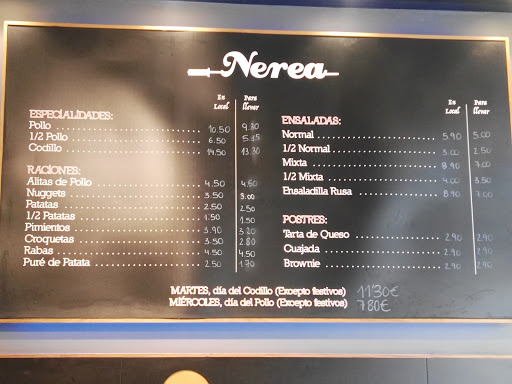 Nerea
En Local Para llevar
ESPECIALIDADES:
Pollo 10.50 9.80
1/2 Pollo 6.50
Codillo 14.50 13.30
RACIONES:
Alitas de Pollo 4.50 4.50
Nuggets 3.50 3.00
Patatas 2.50 2.50
1/2 Patatas 1.50 1.50
Pimientos 3.90 3.20
Croquetas 3.50 2.80
Rabas 4.50 4.50
Puré de Patata 2.50 1.70
En Local Para llevar
ENSALADAS:
Normal 5.90 5.00
1/2 Normal 3.00 2.50
Mixta 8.90 7.00
1/2 Mixta 4.00 3.50
Ensaladilla Rusa 8.90 7.00
POSTRES:
Tarta de Queso 2.90 2.90
Cuajada 2.90 2.90
Brownie 2.90 2.90
MARTES, día del Codillo (Excepto festivos) 11'30€
MIÉRCOLES, día del Pollo (Excepto festivos) 7'80€